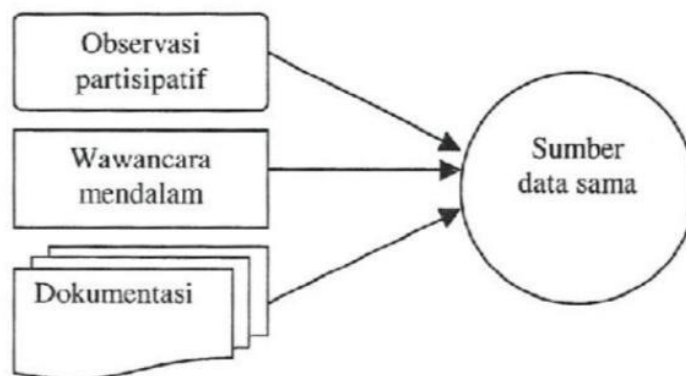 Observasi
partisipatif
Wawancara
mendalam
Dokumentasi
Sumber
data sama